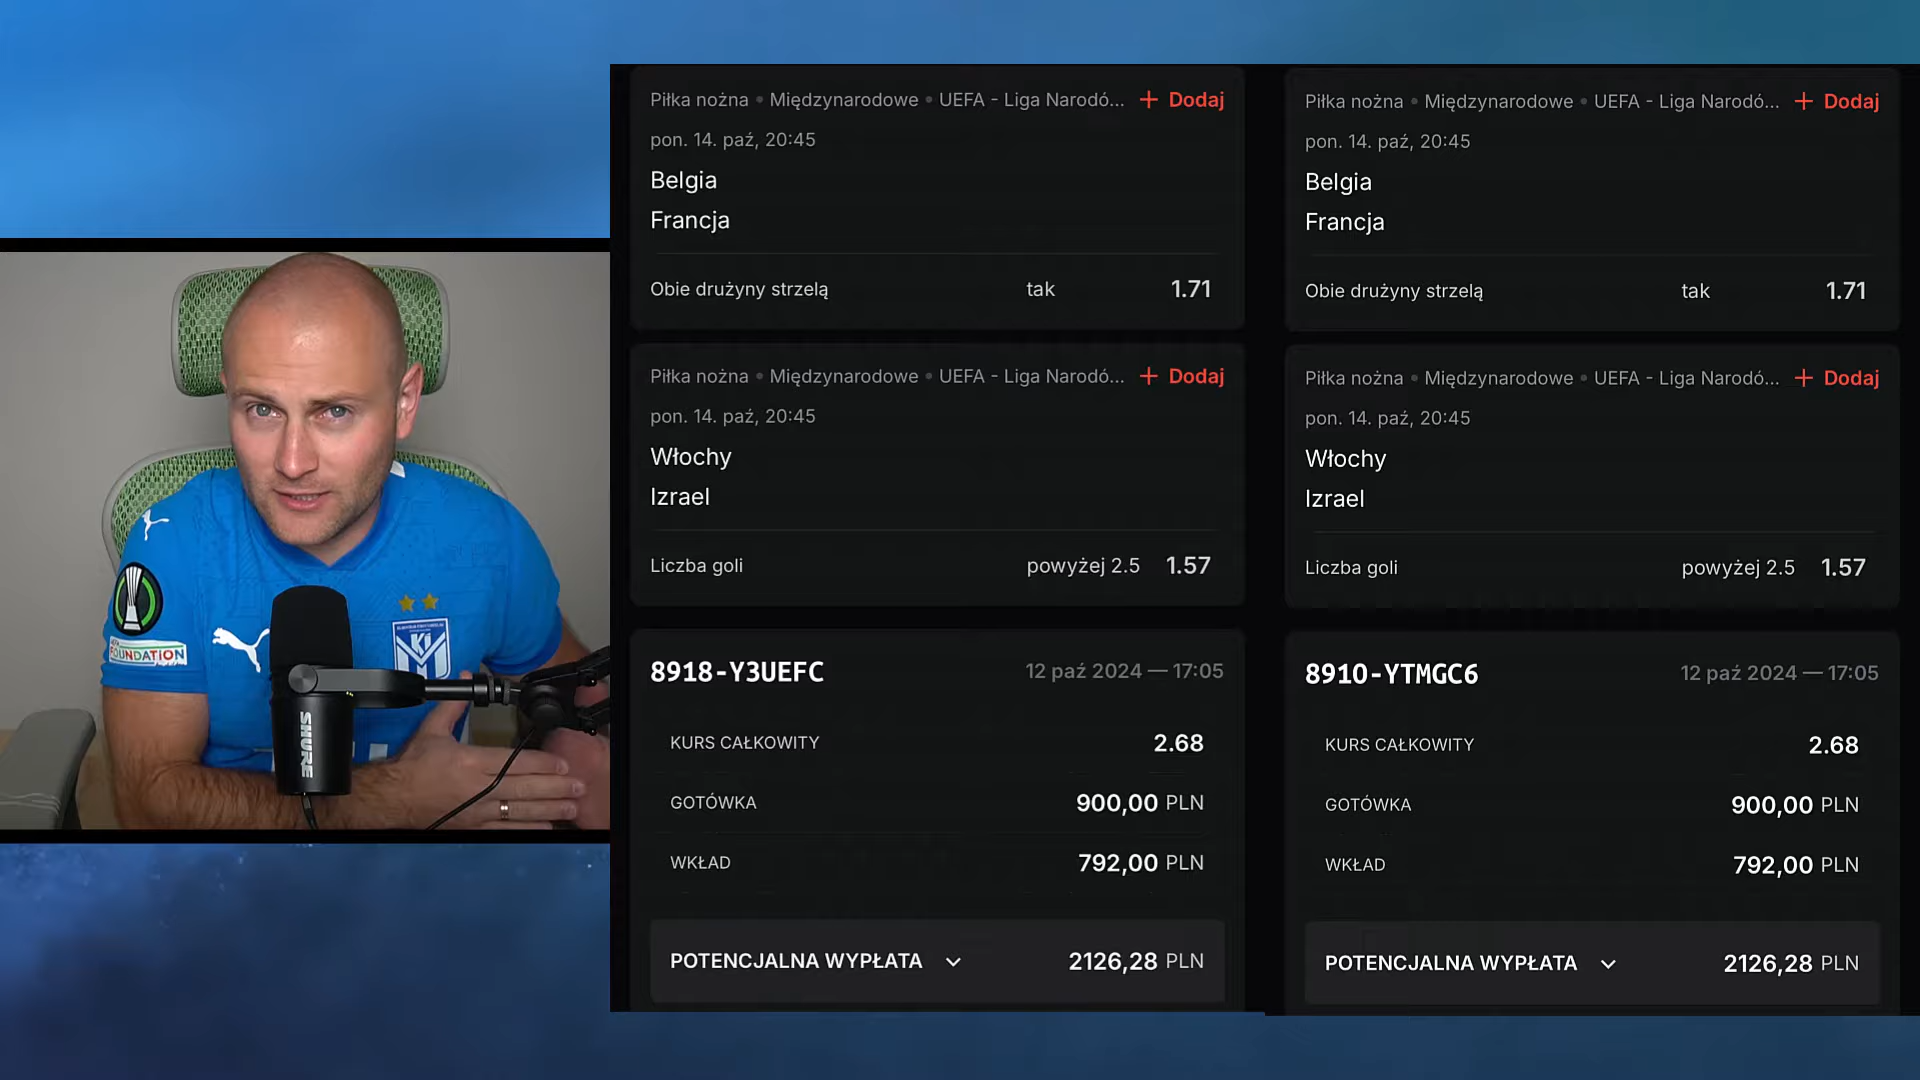 Piłka nożna • Międzynarodowe • UEFA - Liga Narodó... + Dodaj
pon. 14. paź, 20:45
Belgia
Francja
Obie drużyny strzelą tak 1.71
Piłka nożna • Międzynarodowe • UEFA - Liga Narodó... + Dodaj
pon. 14. paź, 20:45
Włochy
Izrael
Liczba goli powyżej 2.5 1.57
8918-Y3UEFC 12 paź 2024 — 17:05
KURS CAŁKOWITY 2.68
GOTÓWKA 900,00 PLN
WKŁAD 792,00 PLN
POTENCJALNA WYPŁATA 2126,28 PLN
Piłka nożna • Międzynarodowe • UEFA - Liga Narodó... + Dodaj
pon. 14. paź, 20:45
Belgia
Francja
Obie drużyny strzelą tak 1.71
Piłka nożna • Międzynarodowe • UEFA - Liga Narodó... + Dodaj
pon. 14. paź, 20:45
Włochy
Izrael
Liczba goli powyżej 2.5 1.57
8910-YTMGC6 12 paź 2024 — 17:05
KURS CAŁKOWITY 2.68
GOTÓWKA 900,00 PLN
WKŁAD 792,00 PLN
POTENCJALNA WYPŁATA 2126,28 PLN
FOUNDATION
KÍ
SHURE